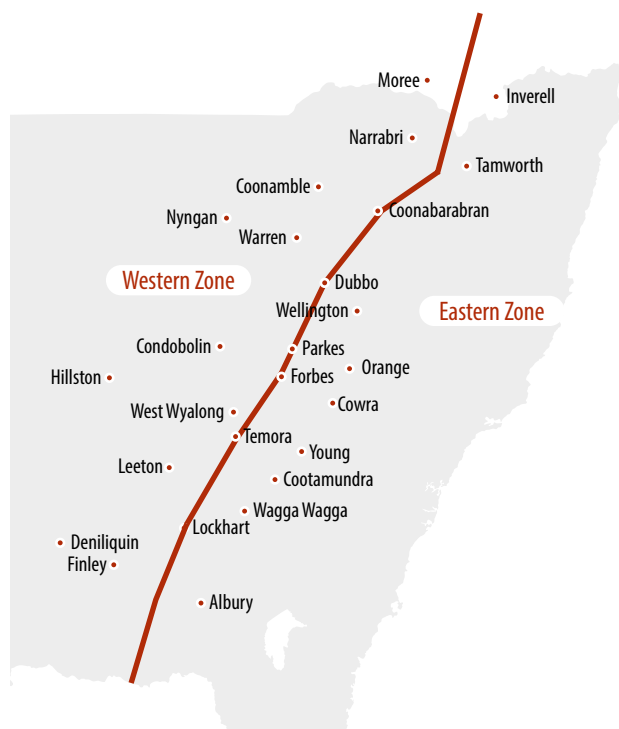 Moree
Inverell
Narrabri
Tamworth
Coonamble
Coonabarabran
Nyngan
Warren
Western Zone
Dubbo
Wellington
Eastern Zone
Condobolin
Parkes
Orange
Hillston
Forbes
West Wyalong
Cowra
Temora
Young
Leeton
Cootamundra
Wagga Wagga
Lockhart
Deniliquin
Finley
Albury